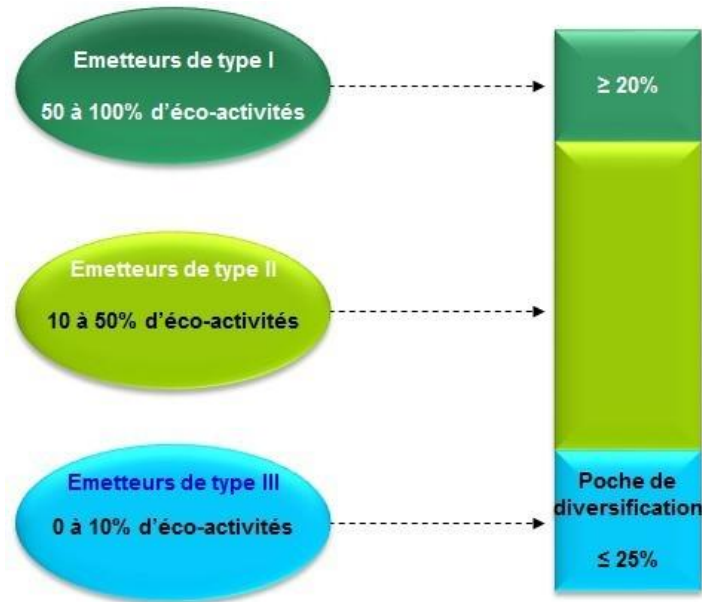 Emetteurs de type I
50 à 100% d'éco-activités
≥ 20%
Emetteurs de type II
10 à 50% d'éco-activités
Emetteurs de type III
0 à 10% d'éco-activités
Poche de
diversification
≤ 25%